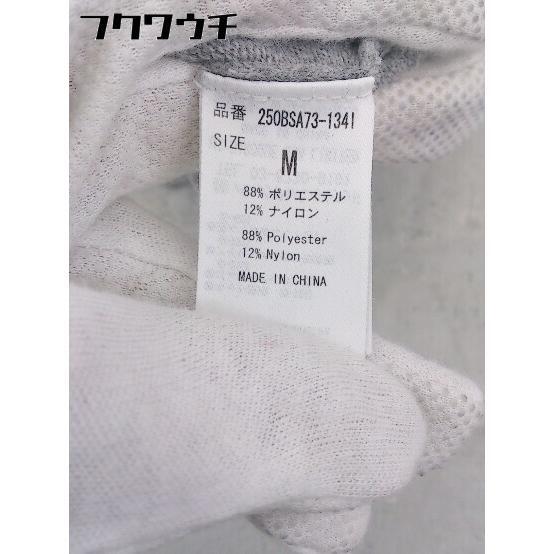 フクワウチ
品番 250BSA73-1341
SIZE
M
88% ポリエステル
12% ナイロン
88% Polyester
12% Nylon
MADE IN CHINA